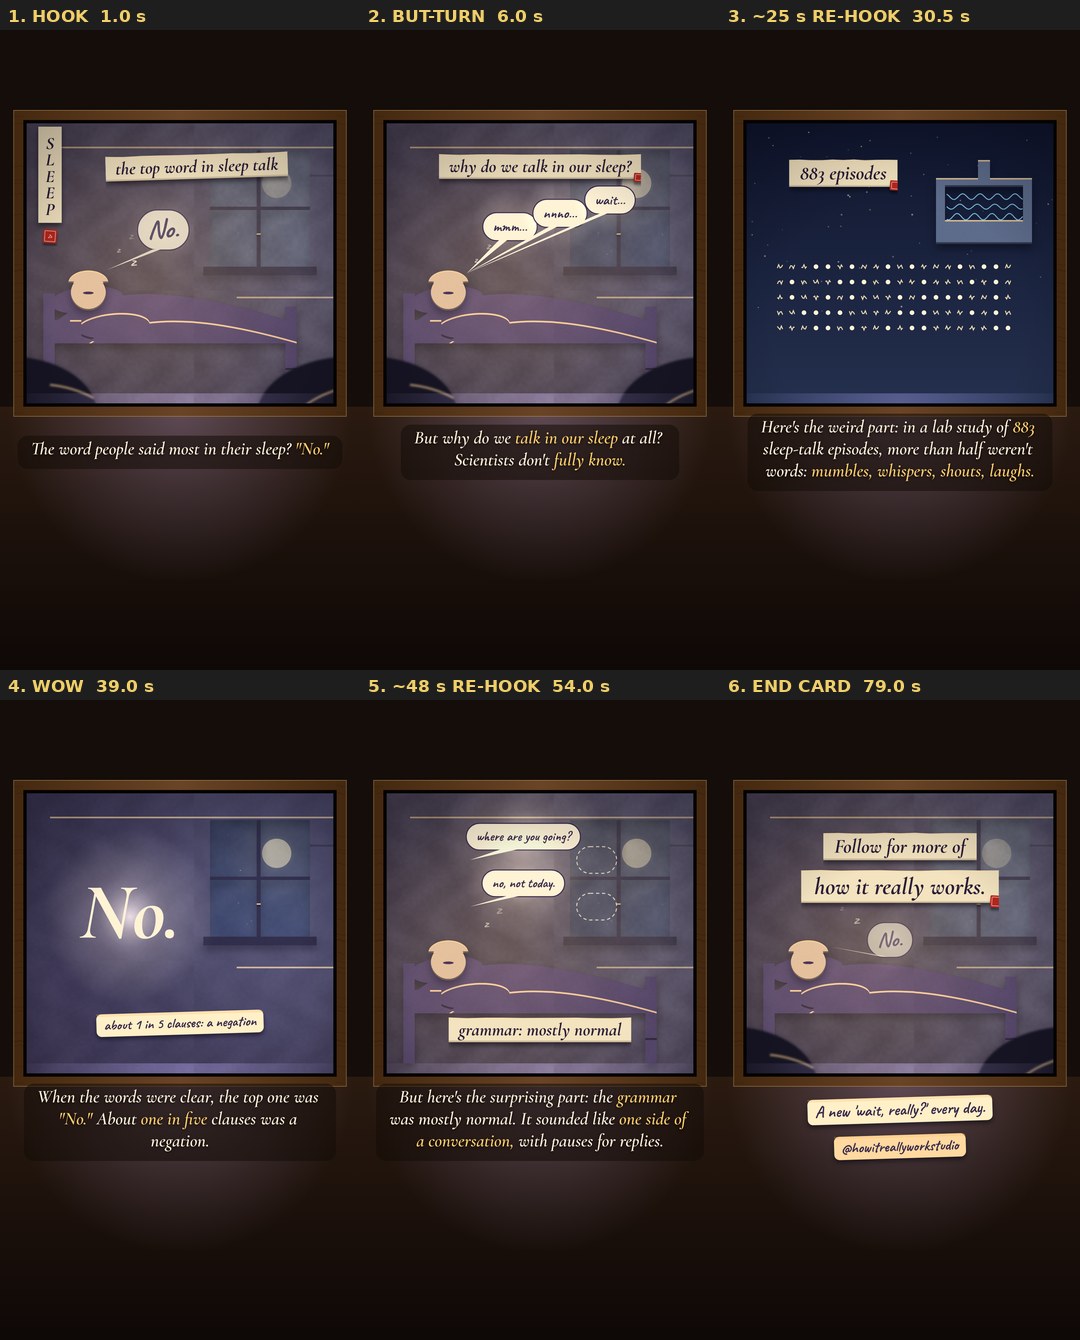 1. HOOK 1.0 s
2. BUT-TURN 6.0 s
3. ~25 s RE-HOOK 30.5 s
SLEEP
the top word in sleep talk
No.
z
z
z
The word people said most in their sleep? "No."
why do we talk in our sleep?
mmm...
nnno...
wait...
But why do we talk in our sleep at all?
Scientists don't fully know.
883 episodes
Here's the weird part: in a lab study of 883
sleep-talk episodes, more than half weren't
words: mumbles, whispers, shouts, laughs.
4. WOW 39.0 s
5. ~48 s RE-HOOK 54.0 s
6. END CARD 79.0 s
No.
about 1 in 5 clauses: a negation
When the words were clear, the top one was
"No." About one in five clauses was a
negation.
where are you going?
no, not today.
z
z
grammar: mostly normal
But here's the surprising part: the grammar
was mostly normal. It sounded like one side of
a conversation, with pauses for replies.
Follow for more of
how it really works.
z
No.
A new 'wait, really?' every day.
@howitreallyworkstudio